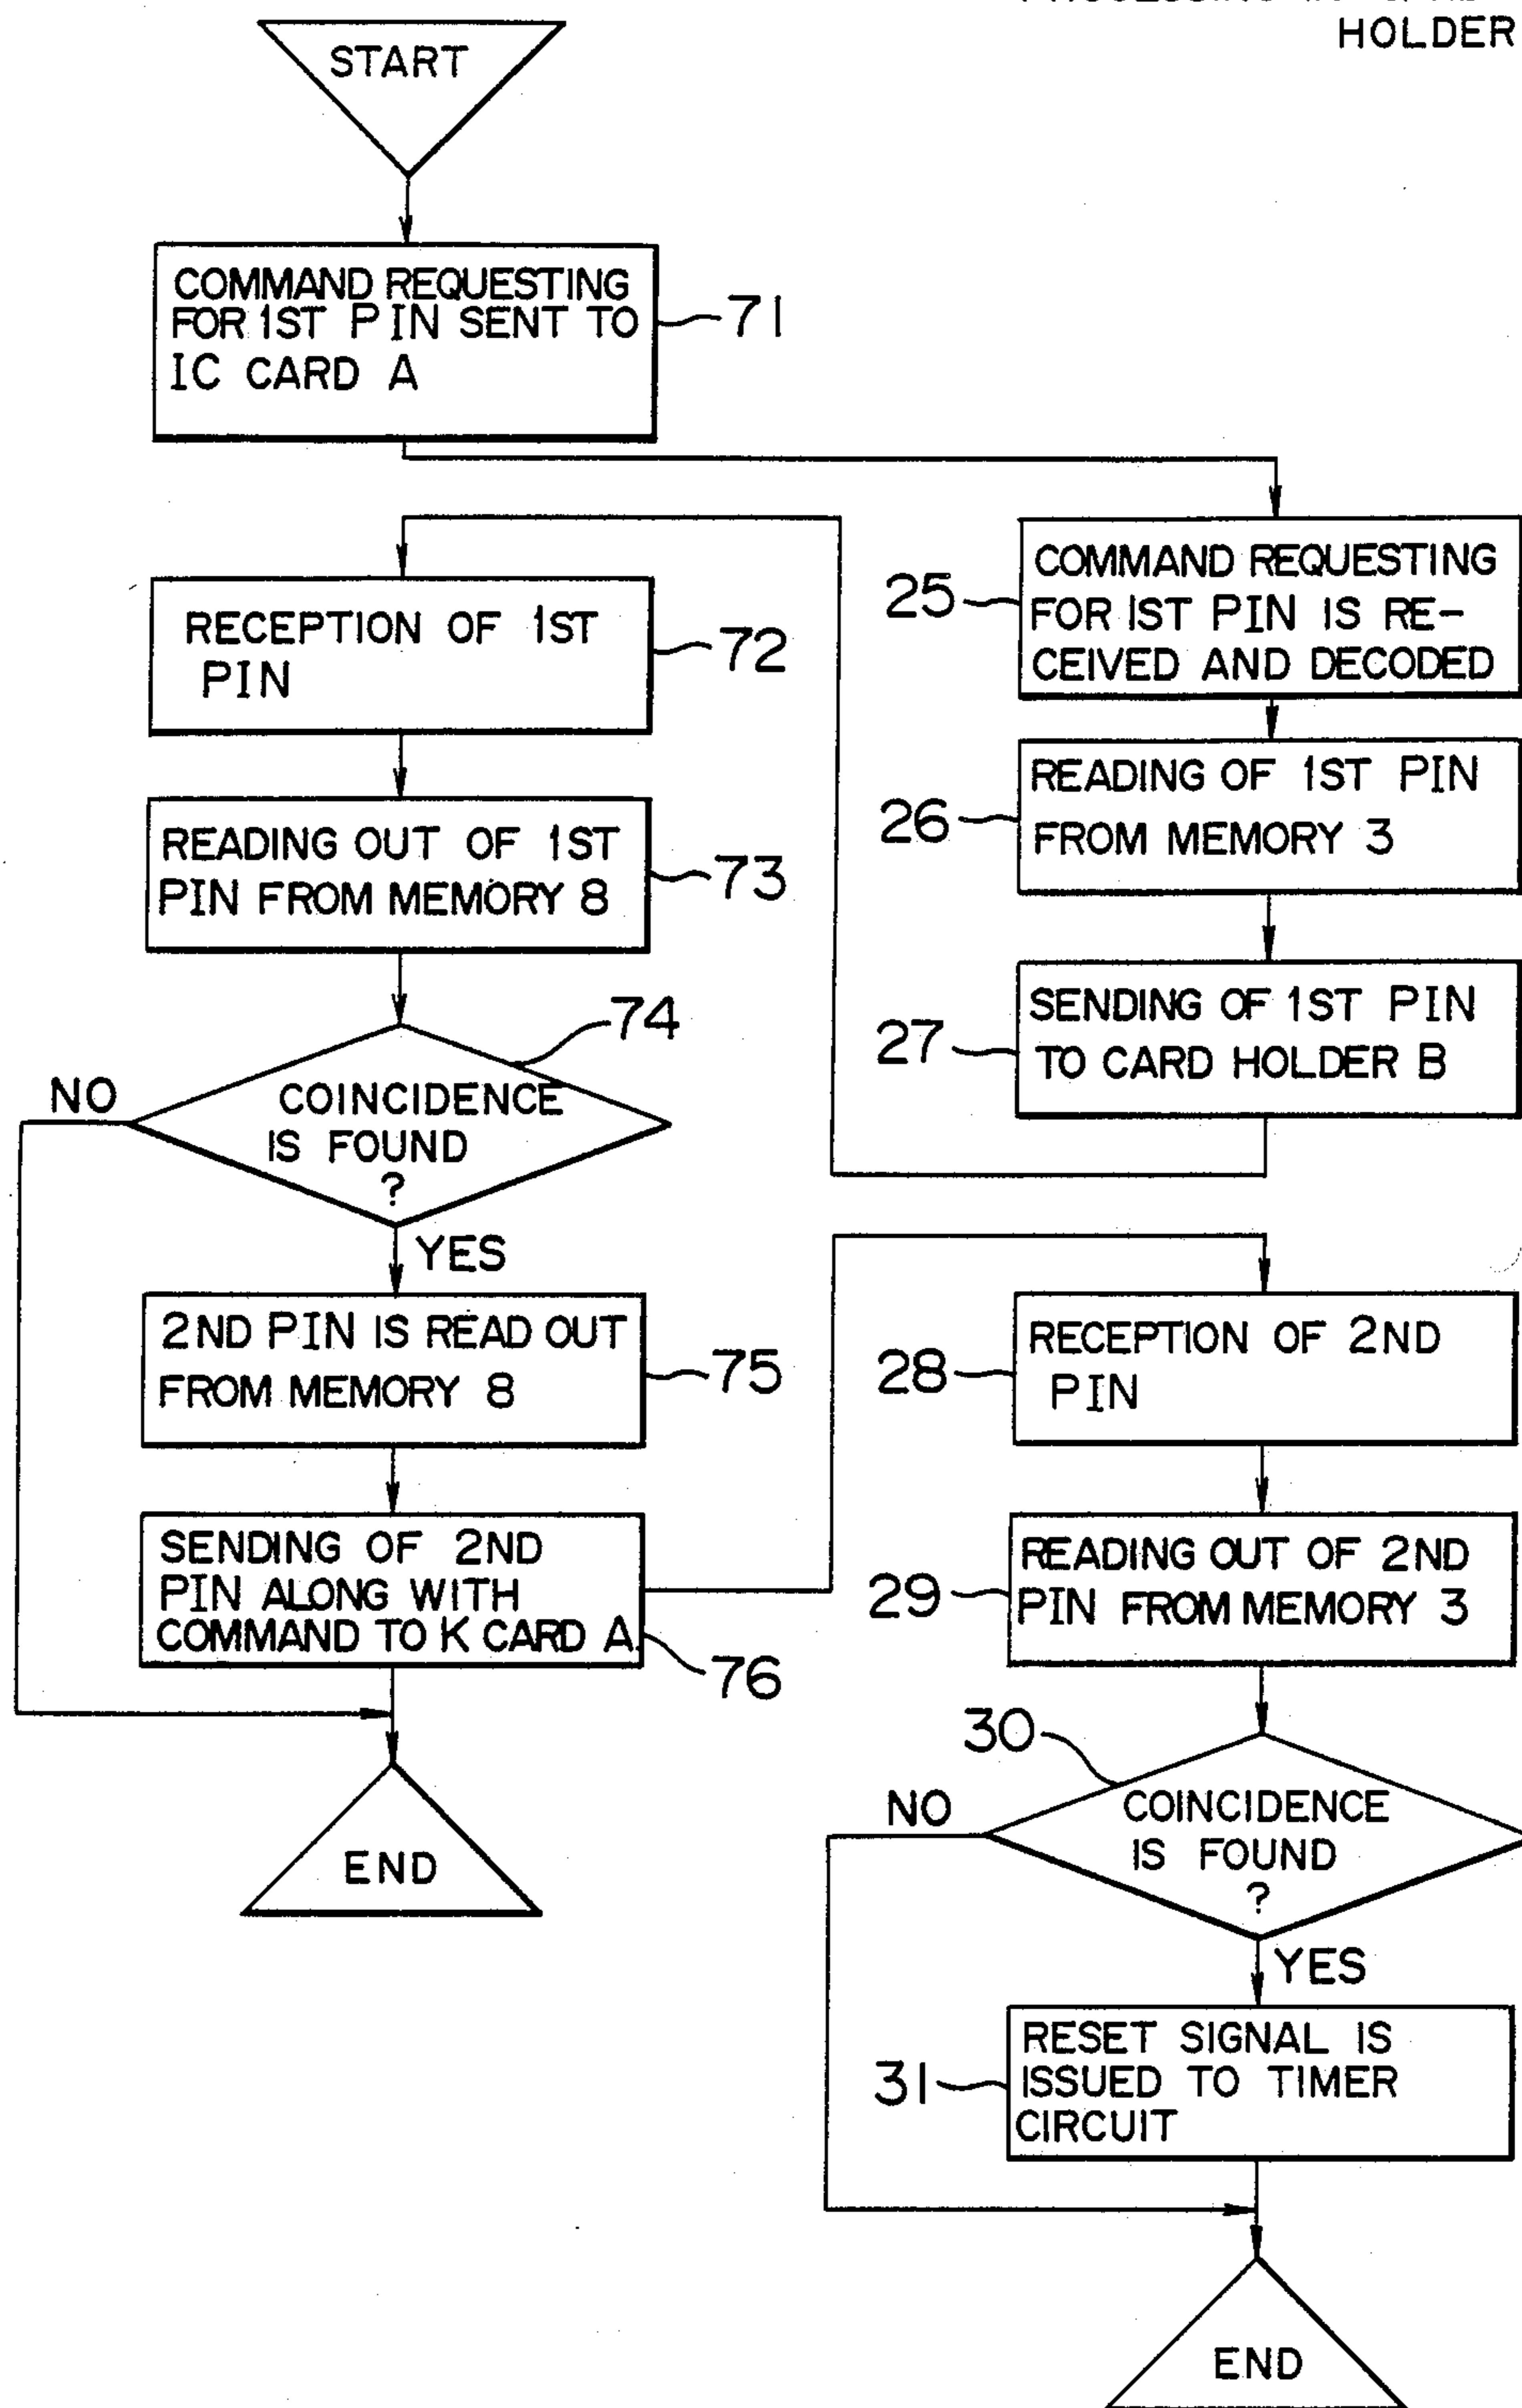 HOLDER
START
COMMAND REQUESTING
FOR 1ST PIN SENT TO
IC CARD A
71
25
COMMAND REQUESTING
FOR 1ST PIN IS RE-
CEIVED AND DECODED
RECEPTION OF 1ST
PIN
72
26
READING OF 1ST PIN
FROM MEMORY 3
READING OUT OF 1ST
PIN FROM MEMORY 8
73
27
SENDING OF 1ST PIN
TO CARD HOLDER B
74
NO
COINCIDENCE
IS FOUND
?
YES
2ND PIN IS READ OUT
FROM MEMORY 8
75
28
RECEPTION OF 2ND
PIN
SENDING OF 2ND
PIN ALONG WITH
COMMAND TO K CARD A
76
29
READING OUT OF 2ND
PIN FROM MEMORY 3
END
30
NO
COINCIDENCE
IS FOUND
?
YES
31
RESET SIGNAL IS
ISSUED TO TIMER
CIRCUIT
END